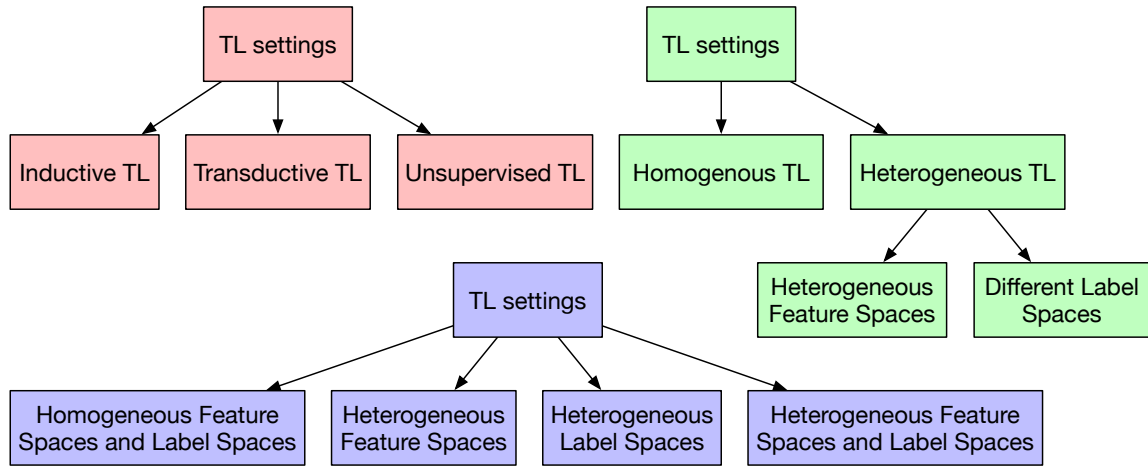 TL settings
Inductive TL
Transductive TL
Unsupervised TL
TL settings
Homogenous TL
Heterogeneous TL
Heterogeneous
Feature Spaces
Different Label
Spaces
TL settings
Homogeneous Feature
Spaces and Label Spaces
Heterogeneous
Feature Spaces
Heterogeneous
Label Spaces
Heterogeneous Feature
Spaces and Label Spaces